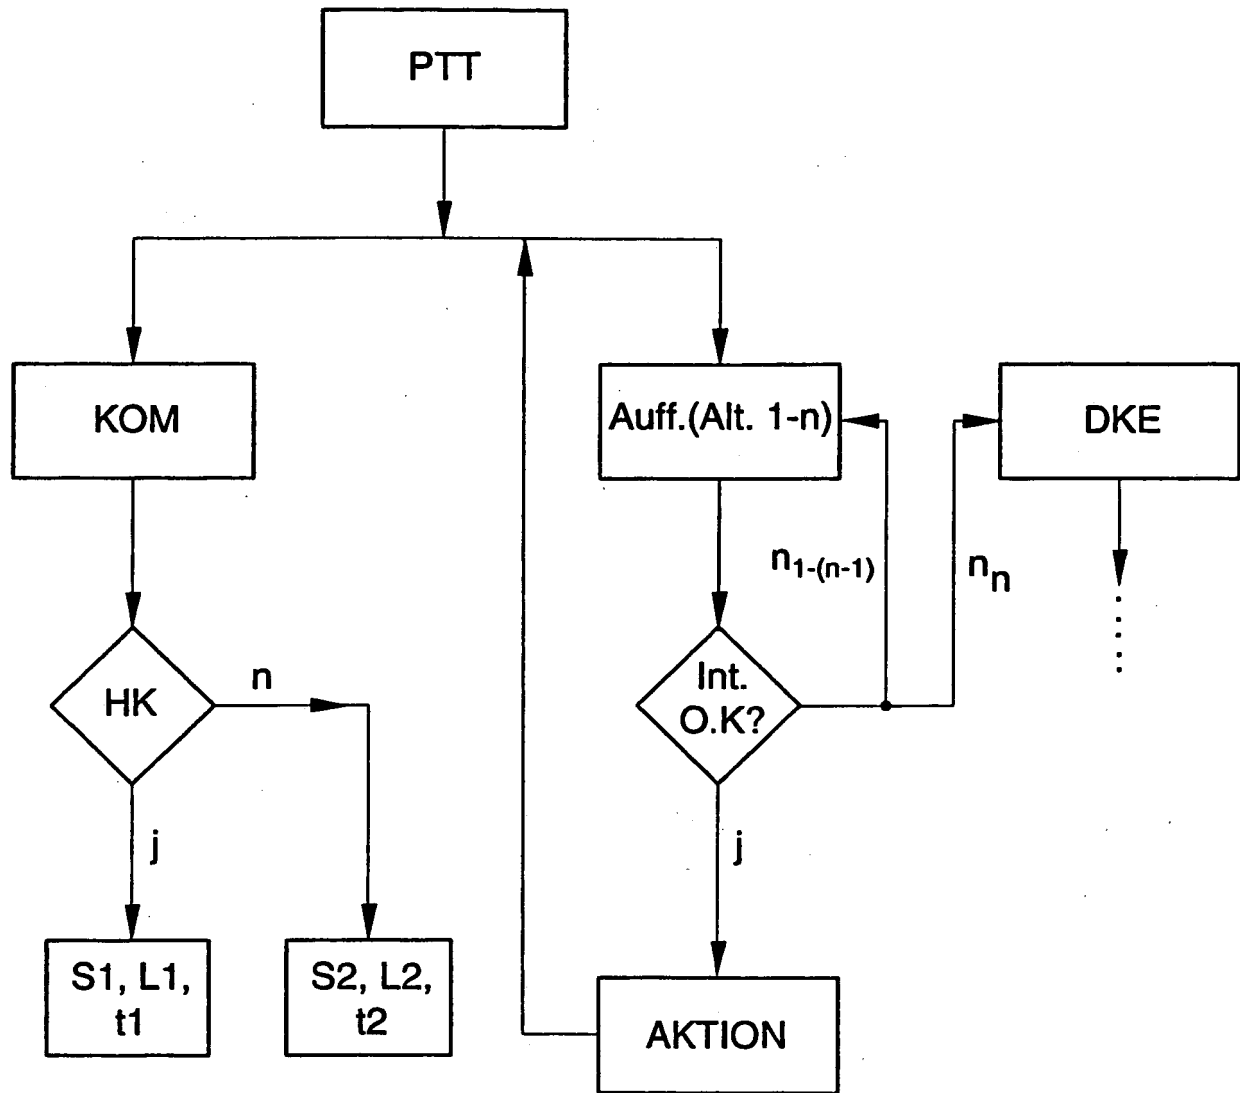 PTT
KOM
Auff.(Alt. 1-n)
DKE
n1-(n-1)
nn
HK
n
Int.
O.K?
j
j
S1, L1,
t1
S2, L2,
t2
AKTION